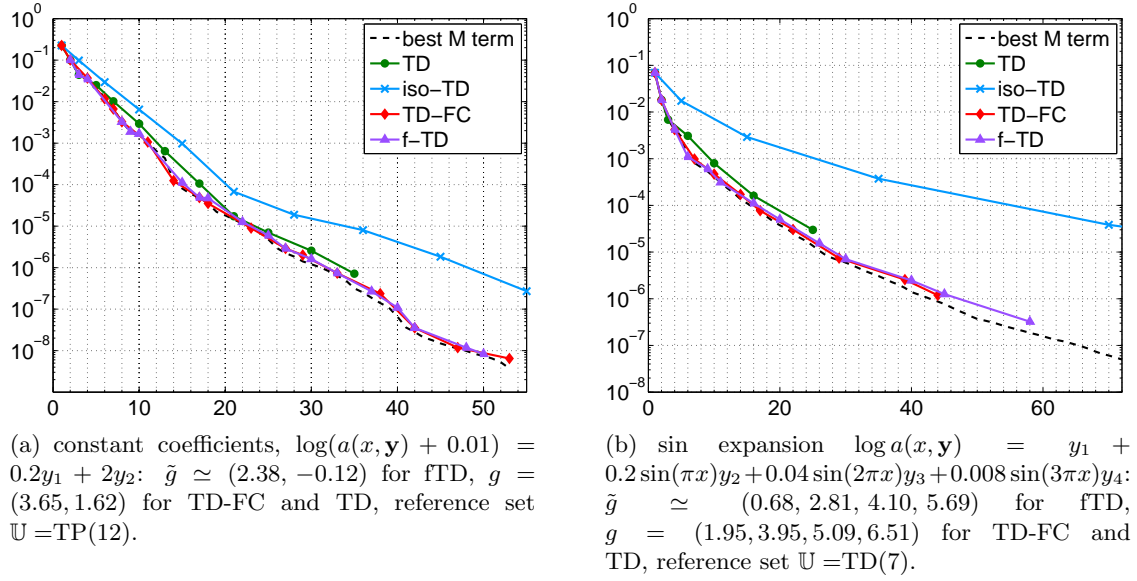 10^0
10^-1
10^-2
10^-3
10^-4
10^-5
10^-6
10^-7
10^-8
0 10 20 30 40 50
best M term
TD
iso−TD
TD−FC
f−TD
(a) constant coefficients, log(a(x, y) + 0.01) =
0.2y₁ + 2y₂: g̃ ≃ (2.38, −0.12) for fTD, g =
(3.65, 1.62) for TD-FC and TD, reference set
𝕌 =TP(12).
10^0
10^-1
10^-2
10^-3
10^-4
10^-5
10^-6
10^-7
10^-8
0 20 40 60
best M term
TD
iso−TD
TD−FC
f−TD
(b) sin expansion log a(x, y) = y₁ +
0.2 sin(πx)y₂+0.04 sin(2πx)y₃+0.008 sin(3πx)y₄:
g̃ ≃ (0.68, 2.81, 4.10, 5.69) for fTD,
g = (1.95, 3.95, 5.09, 6.51) for TD-FC and
TD, reference set 𝕌 =TD(7).